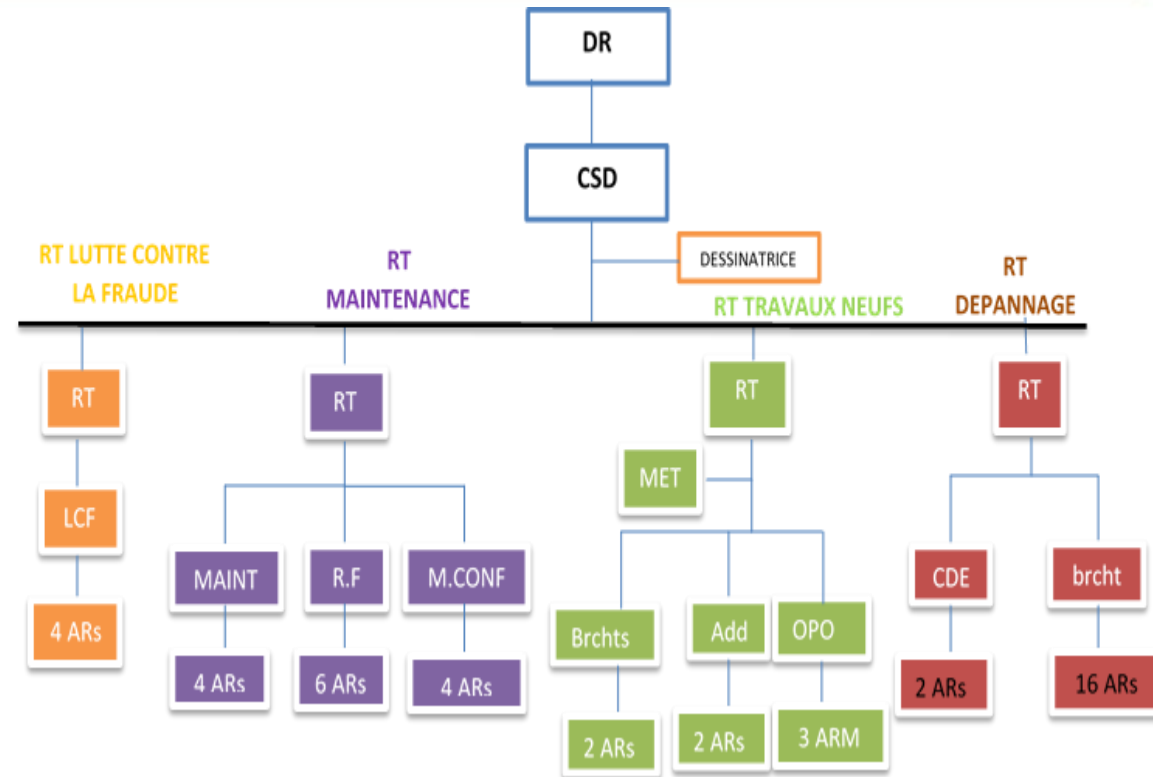 DR
CSD
DESSINATRICE
RT LUTTE CONTRE
LA FRAUDE
RT
MAINTENANCE
RT TRAVAUX NEUFS
RT
DEPANNAGE
RT
LCF
4 ARs
RT
MAINT
R.F
M.CONF
4 ARs
6 ARs
4 ARs
RT
MET
Brchts
Add
OPO
2 ARs
2 ARs
3 ARM
RT
CDE
brcht
2 ARs
16 ARs